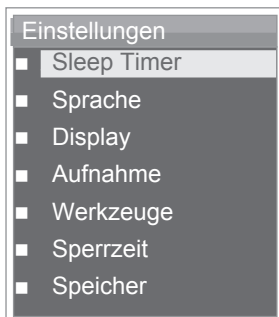 Einstellungen
Sleep Timer
Sprache
Display
Aufnahme
Werkzeuge
Sperrzeit
Speicher